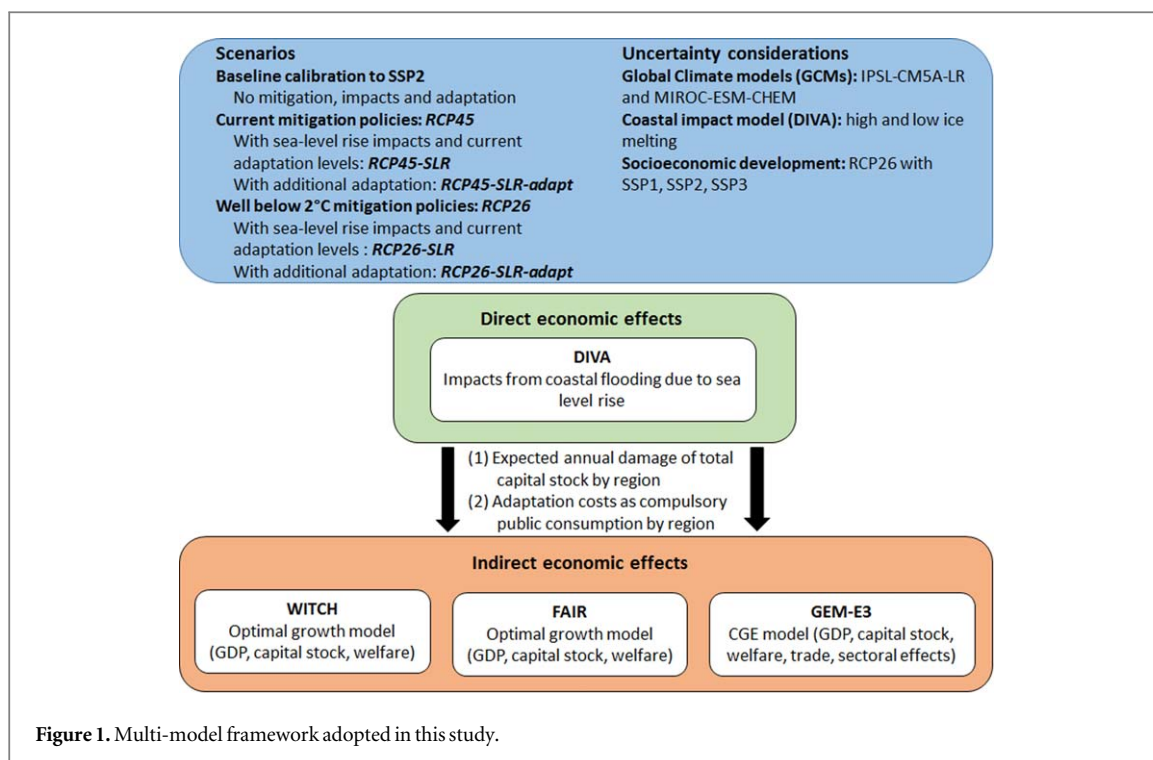 Scenarios
Baseline calibration to SSP2
No mitigation, impacts and adaptation
Current mitigation policies: RCP45
With sea-level rise impacts and current
adaptation levels: RCP45-SLR
With additional adaptation: RCP45-SLR-adapt
Well below 2°C mitigation policies: RCP26
With sea-level rise impacts and current
adaptation levels : RCP26-SLR
With additional adaptation: RCP26-SLR-adapt
Uncertainty considerations
Global Climate models (GCMs): IPSL-CM5A-LR
and MIROC-ESM-CHEM
Coastal impact model (DIVA): high and low ice
melting
Socioeconomic development: RCP26 with
SSP1, SSP2, SSP3
Direct economic effects
DIVA
Impacts from coastal flooding due to sea
level rise
(1) Expected annual damage of total
capital stock by region
(2) Adaptation costs as compulsory
public consumption by region
Indirect economic effects
WITCH
Optimal growth model
(GDP, capital stock, welfare)
FAIR
Optimal growth model
(GDP, capital stock, welfare)
GEM-E3
CGE model (GDP, capital stock,
welfare, trade, sectoral effects)
Figure 1. Multi-model framework adopted in this study.